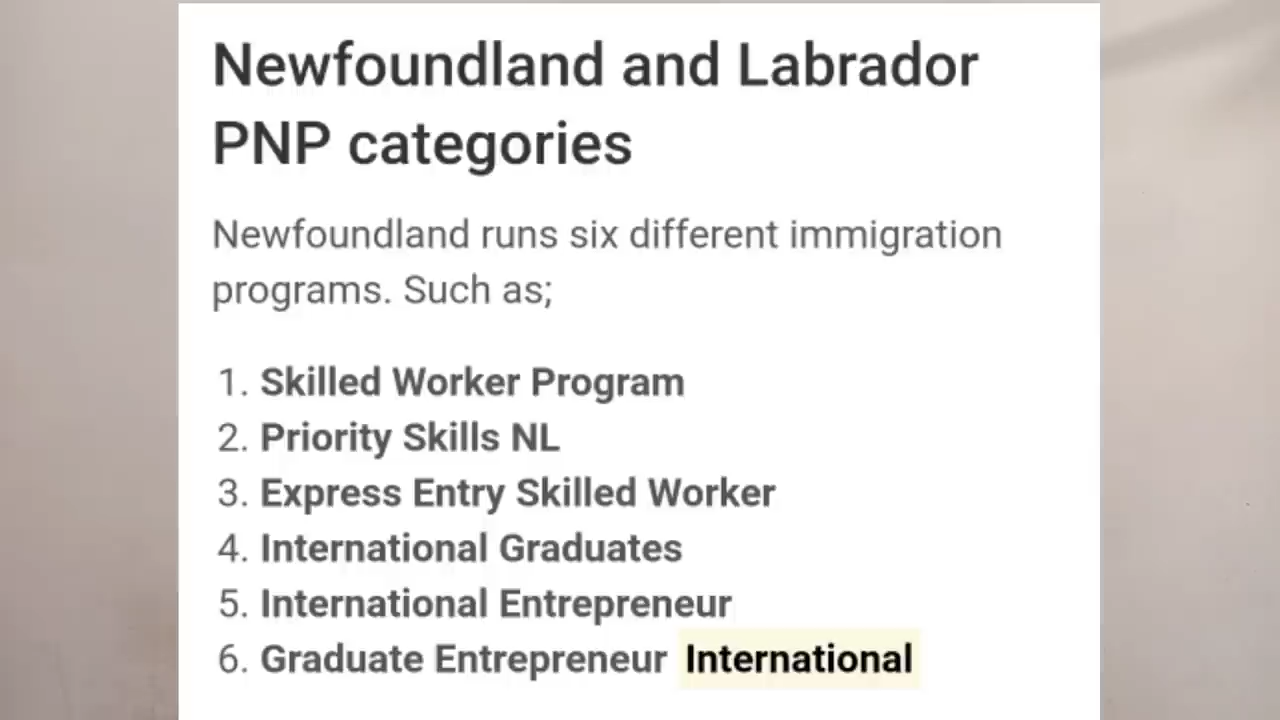 Newfoundland and Labrador
PNP categories
Newfoundland runs six different immigration
programs. Such as;
1. Skilled Worker Program
2. Priority Skills NL
3. Express Entry Skilled Worker
4. International Graduates
5. International Entrepreneur
6. Graduate Entrepreneur International